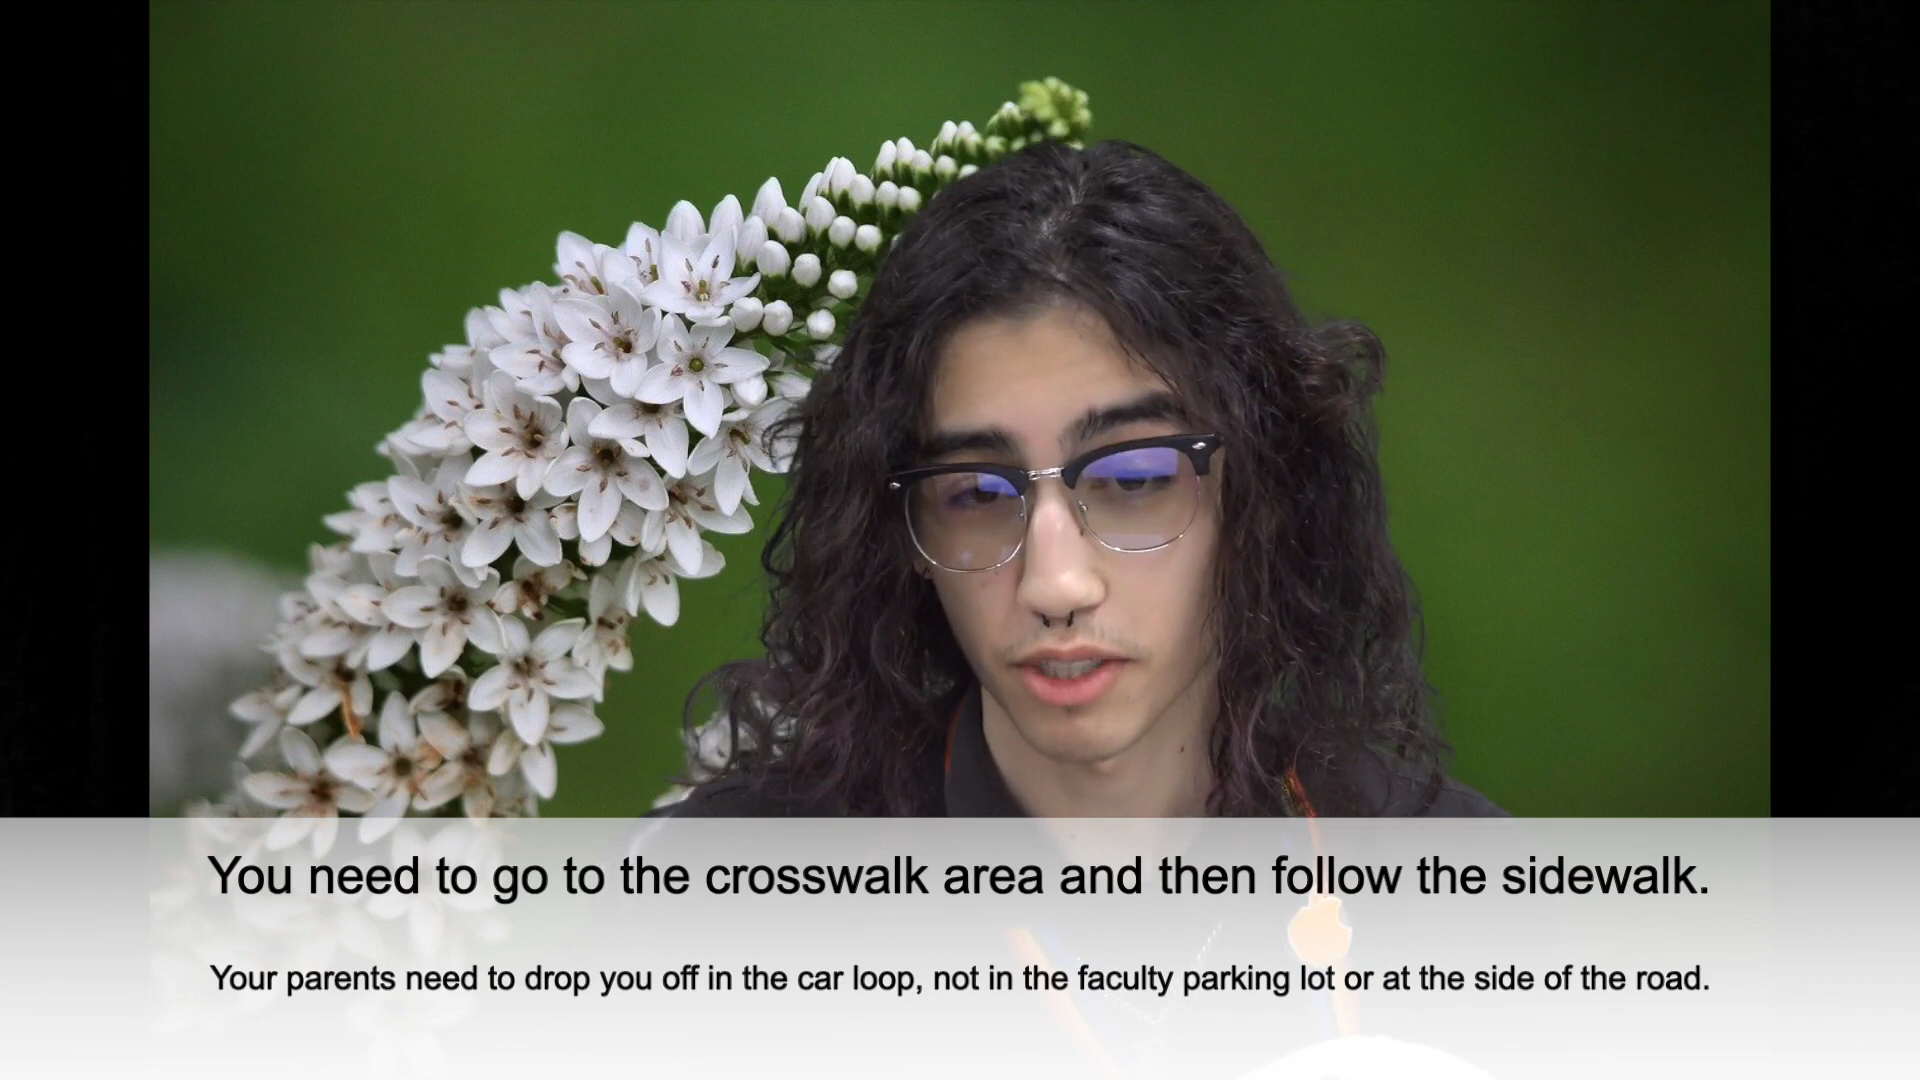 You need to go to the crosswalk area and then follow the sidewalk.
Your parents need to drop you off in the car loop, not in the faculty parking lot or at the side of the road.